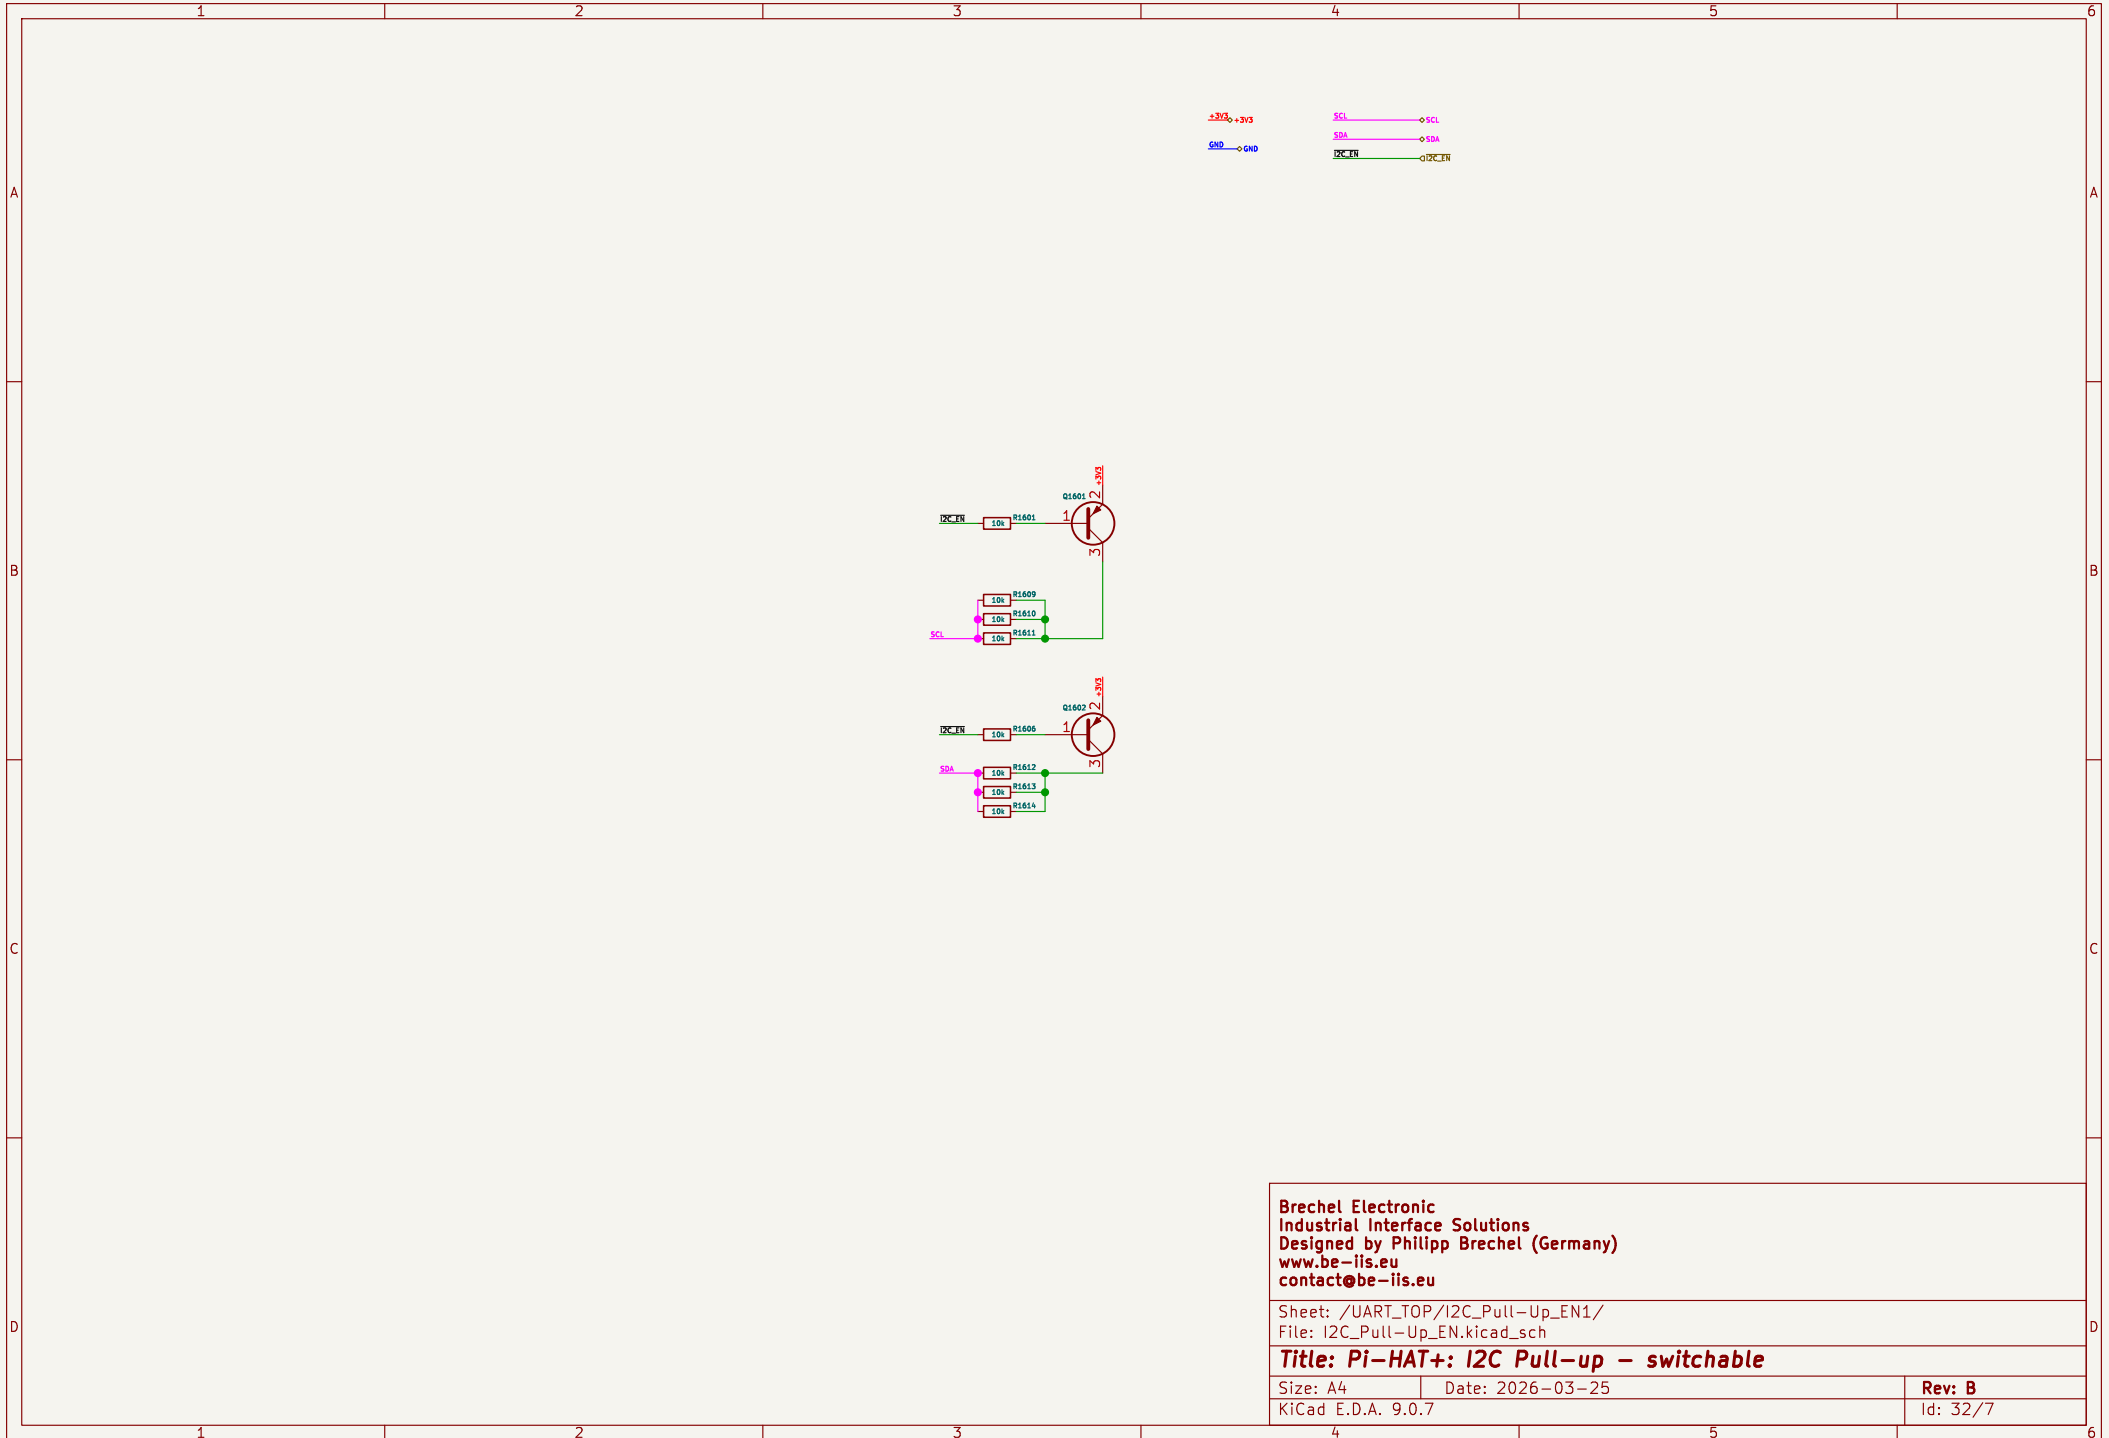 1 2 3 4 5 6
+3V3 +3V3
SCL SCL
SDA SDA
GND GND
I2C_EN I2C_EN
A A
+3V3
Q1601 2
I2C_EN 10k R1601 1
3
B B
10k R1609
10k R1610
SCL 10k R1611
+3V3
Q1602 2
I2C_EN 10k R1606 1
3
SDA 10k R1612
10k R1613
10k R1614
C C
Brechel Electronic
Industrial Interface Solutions
Designed by Philipp Brechel (Germany)
www.be-iis.eu
contact@be-iis.eu
Sheet: /UART_TOP/I2C_Pull-Up_EN1/
D D
File: I2C_Pull-Up_EN.kicad_sch
Title: Pi-HAT+: I2C Pull-up - switchable
Size: A4 Date: 2026-03-25 Rev: B
KiCad E.D.A. 9.0.7 Id: 32/7
1 2 3 4 5 6